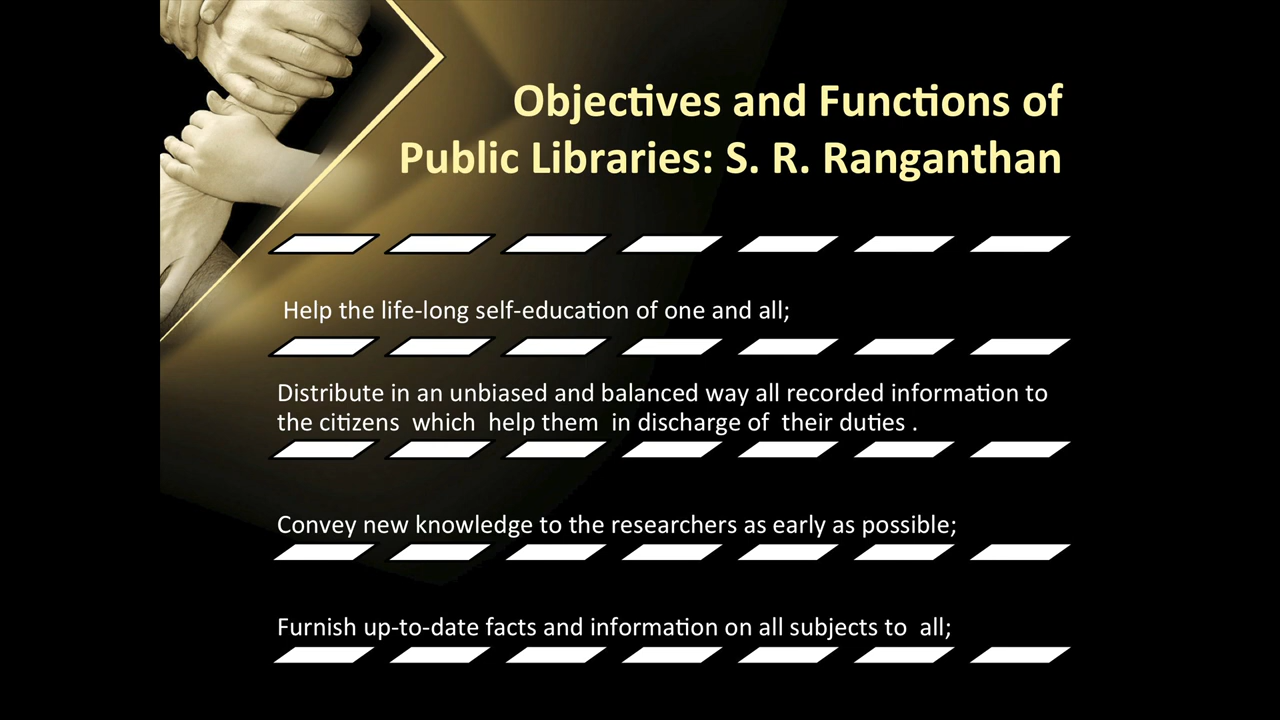 Objectives and Functions of
Public Libraries: S. R. Ranganthan
Help the life-long self-education of one and all;
Distribute in an unbiased and balanced way all recorded information to
the citizens which help them in discharge of their duties .
Convey new knowledge to the researchers as early as possible;
Furnish up-to-date facts and information on all subjects to all;